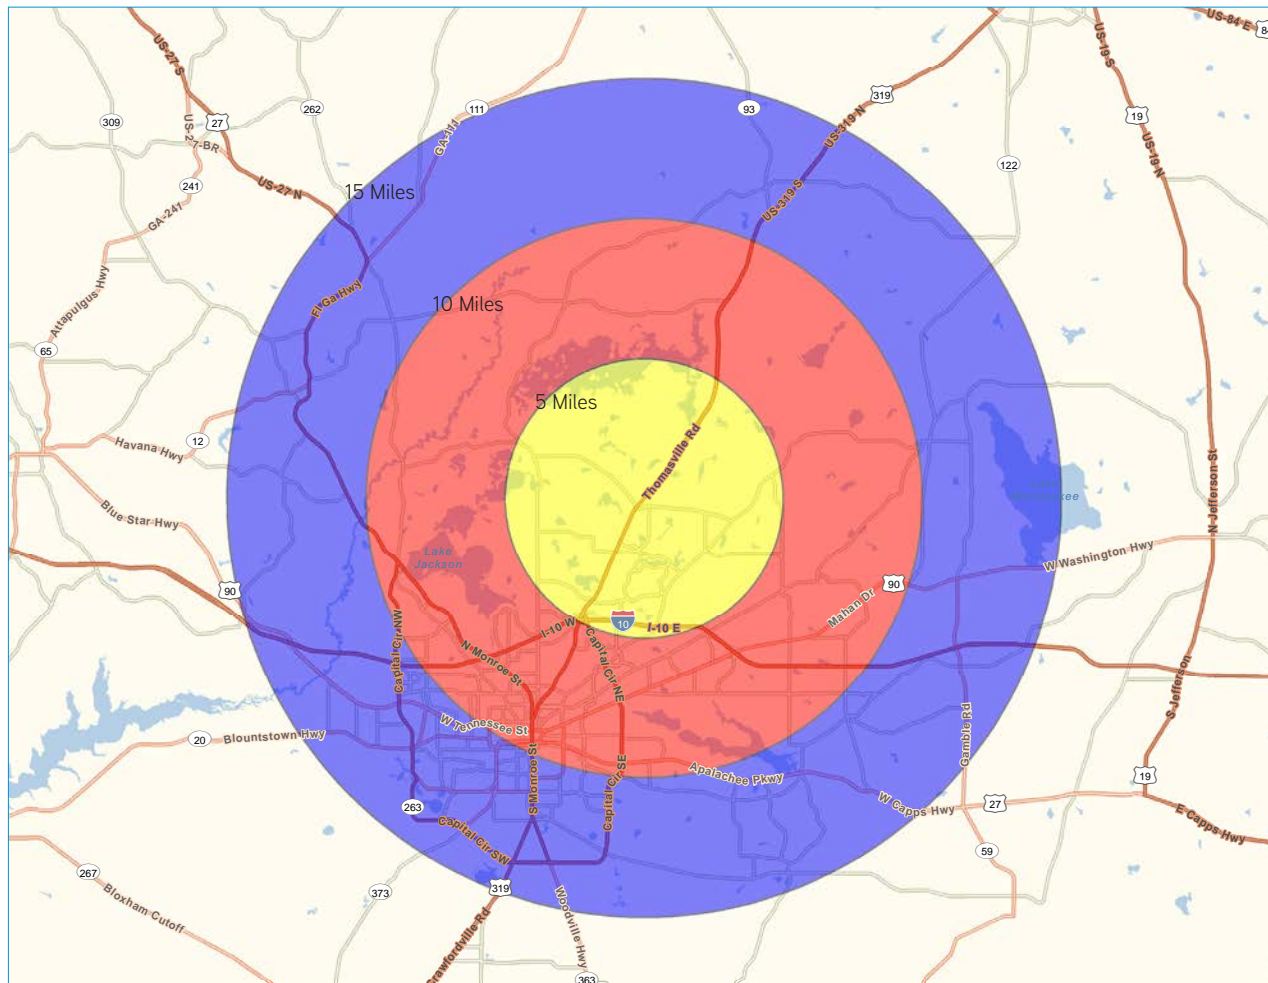 US-84 E
84
US-27 S
US-19 S
319
262
111
93
309
27
19
US-27-BR
GA-111
US-319 N
US-19 N
122
241
US-27 N
15 Miles
US-319 S
GA-241
Attapulgus Hwy
Fl Ga Hwy
10 Miles
65
5 Miles
12
Havana Hwy
Thomasville Rd
N Jefferson St
Blue Star Hwy
Lake
Jackson
W Washington Hwy
90
90
Mahan Dr
10
I-10 W
I-10 E
Capital Cir NW
N Monroe St
Capital Cir NE
S Jefferson
W Tennessee St
Gamble Rd
20
Blountstown Hwy
S Monroe St
Capital Cir SE
Apalachee Pkwy
19
263
W Capps Hwy
27
E Capps Hwy
Capital Cir SW
59
267
319
373
Bloxham Cutoff
Crawfordville Rd
Woodville Hwy
363